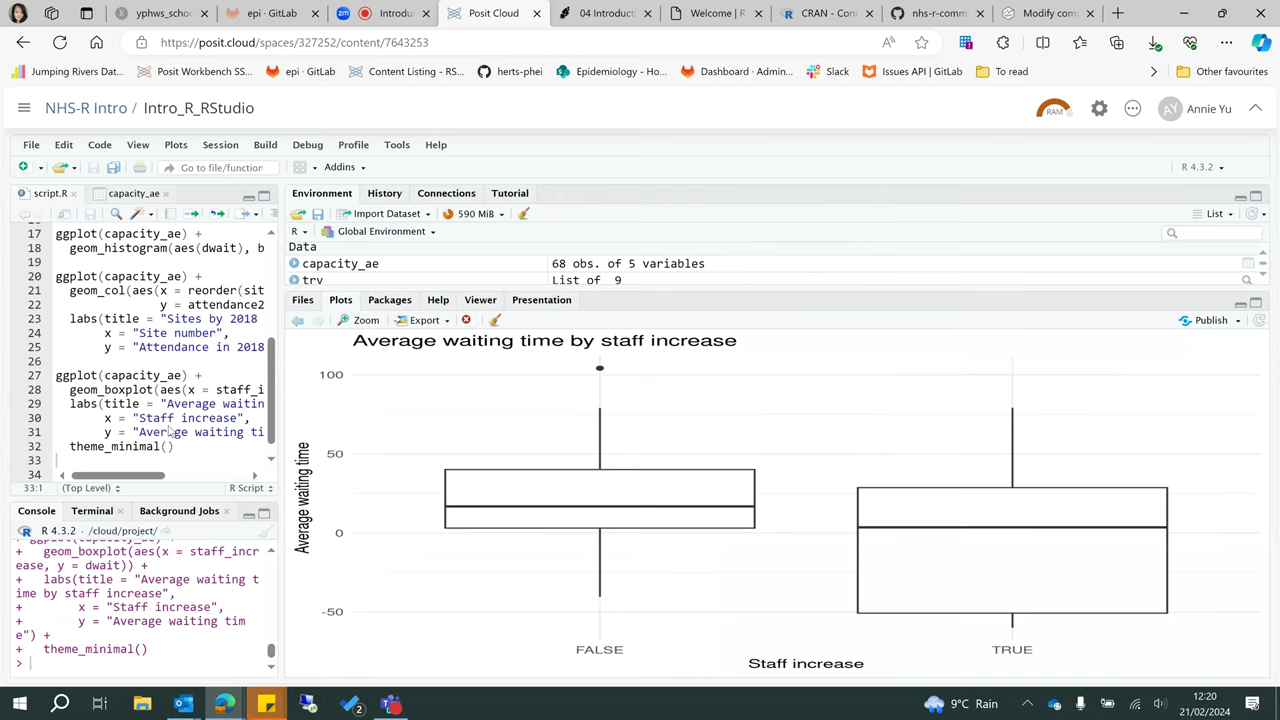 yphws_scho
epi · GitLab
Introdu
Posit Cloud
04 Introducti
Welcome | R
CRAN - Cont
nhs-r-comm
Modify comp
https://posit.cloud/spaces/327252/content/7643253
Jumping Rivers Dat...
Posit Workbench SS...
epi · GitLab
Content Listing - RS...
herts-phei
Epidemiology - Ho...
Dashboard · Admin...
Slack
Issues API | GitLab
To read
Other favourites
NHS-R Intro / Intro_R_RStudio
RAM
AY
Annie Yu
File Edit Code View Plots Session Build Debug Profile Tools Help
Go to file/function
Addins
R 4.3.2
script.R
capacity_ae
17 ggplot(capacity_ae) +
18 geom_histogram(aes(dwait), b
19
20 ggplot(capacity_ae) +
21 geom_col(aes(x = reorder(sit
22 y = attendance2
23 labs(title = "Sites by 2018
24 x = "Site number",
25 y = "Attendance in 2018
26
27 ggplot(capacity_ae) +
28 geom_boxplot(aes(x = staff_i
29 labs(title = "Average waitin
30 x = "Staff increase",
31 y = "Average waiting ti
32 theme_minimal()
33
34
33:1 (Top Level) R Script
Console Terminal Background Jobs
R 4.3.2 · /cloud/project/
ggplot(capacity_ae) +
+ geom_boxplot(aes(x = staff_incr
ease, y = dwait)) +
+ labs(title = "Average waiting t
ime by staff increase",
+ x = "Staff increase",
+ y = "Average waiting tim
e") +
+ theme_minimal()
>
Environment History Connections Tutorial
Import Dataset
590 MiB
List
R
Global Environment
Data
capacity_ae 68 obs. of 5 variables
try List of 9
Files Plots Packages Help Viewer Presentation
Zoom
Export
Publish
Average waiting time by staff increase
100
50
0
-50
Average waiting time
FALSE
TRUE
Staff increase
2
9°C Rain
12:20
21/02/2024